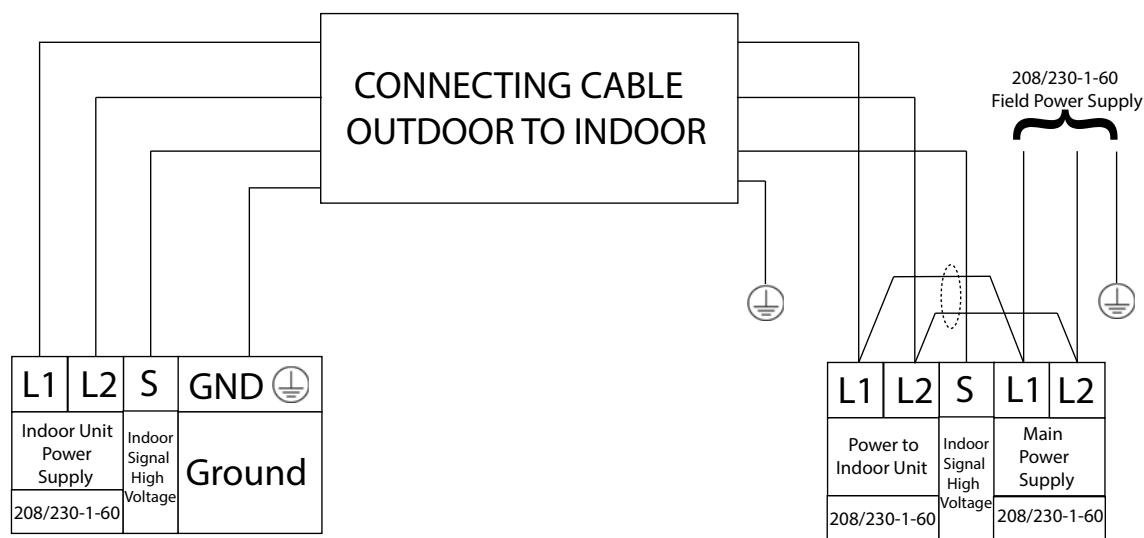 CONNECTING CABLE
OUTDOOR TO INDOOR
208/230-1-60
Field Power Supply
L1 L2 S GND
Indoor Unit
Power
Supply
208/230-1-60
Indoor
Signal
High
Voltage
Ground
L1 L2 S L1 L2
Power to
Indoor Unit
208/230-1-60
Indoor
Signal
High
Voltage
Main
Power
Supply
208/230-1-60